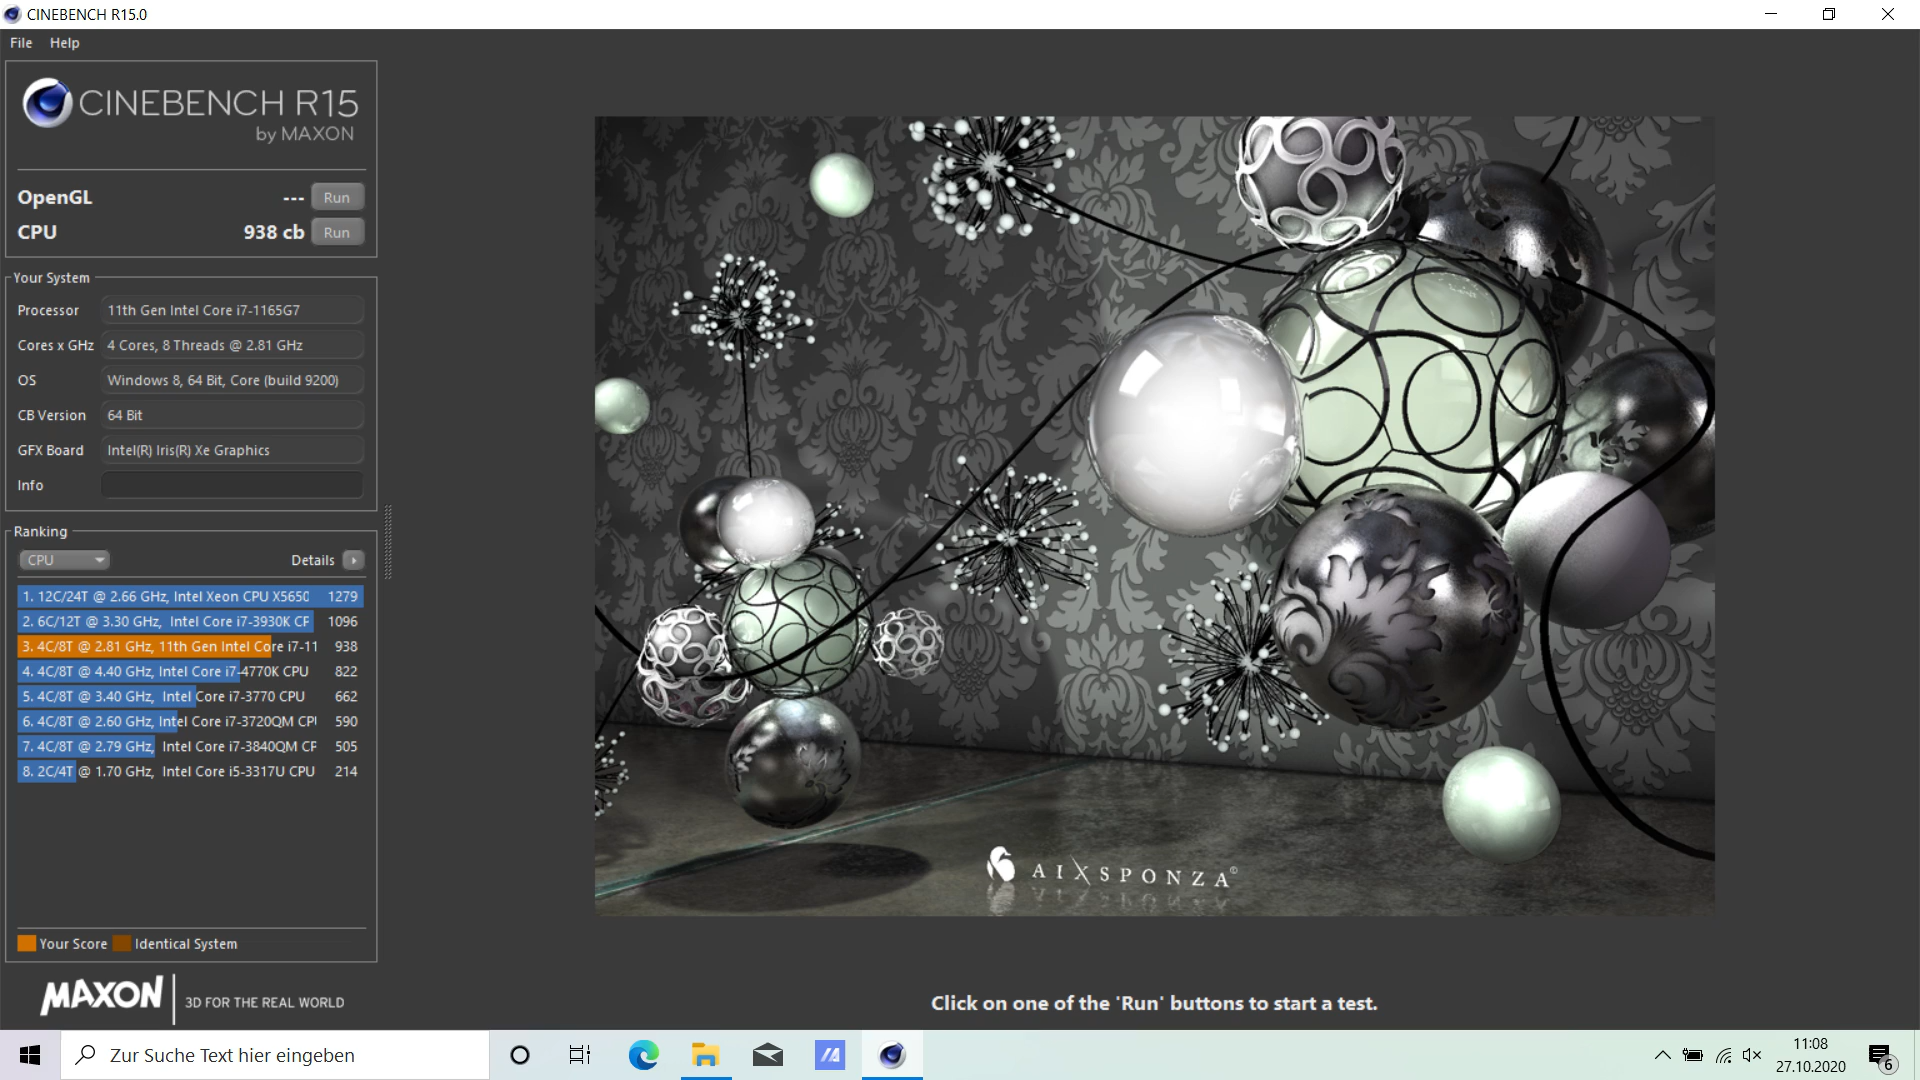 CINEBENCH R15.0
File Help
CINEBENCH R15
by MAXON
OpenGL --- Run
CPU 938 cb Run
Your System
Processor 11th Gen Intel Core i7-1165G7
Cores x GHz 4 Cores, 8 Threads @ 2.81 GHz
OS Windows 8, 64 Bit, Core (build 9200)
CB Version 64 Bit
GFX Board Intel(R) Iris(R) Xe Graphics
Info
Ranking
CPU Details
1. 12C/24T @ 2.66 GHz, Intel Xeon CPU X5650 1279
2. 6C/12T @ 3.30 GHz, Intel Core i7-3930K CP 1096
3. 4C/8T @ 2.81 GHz, 11th Gen Intel Core i7-11 938
4. 4C/8T @ 4.40 GHz, Intel Core i7-4770K CPU 822
5. 4C/8T @ 3.40 GHz, Intel Core i7-3770 CPU 662
6. 4C/8T @ 2.60 GHz, Intel Core i7-3720QM CPU 590
7. 4C/8T @ 2.79 GHz, Intel Core i7-3840QM CP 505
8. 2C/4T @ 1.70 GHz, Intel Core i5-3317U CPU 214
Your Score Identical System
MAXON 3D FOR THE REAL WORLD
AIXSPONZA©
Click on one of the 'Run' buttons to start a test.
Zur Suche Text hier eingeben
11:08
27.10.2020
6